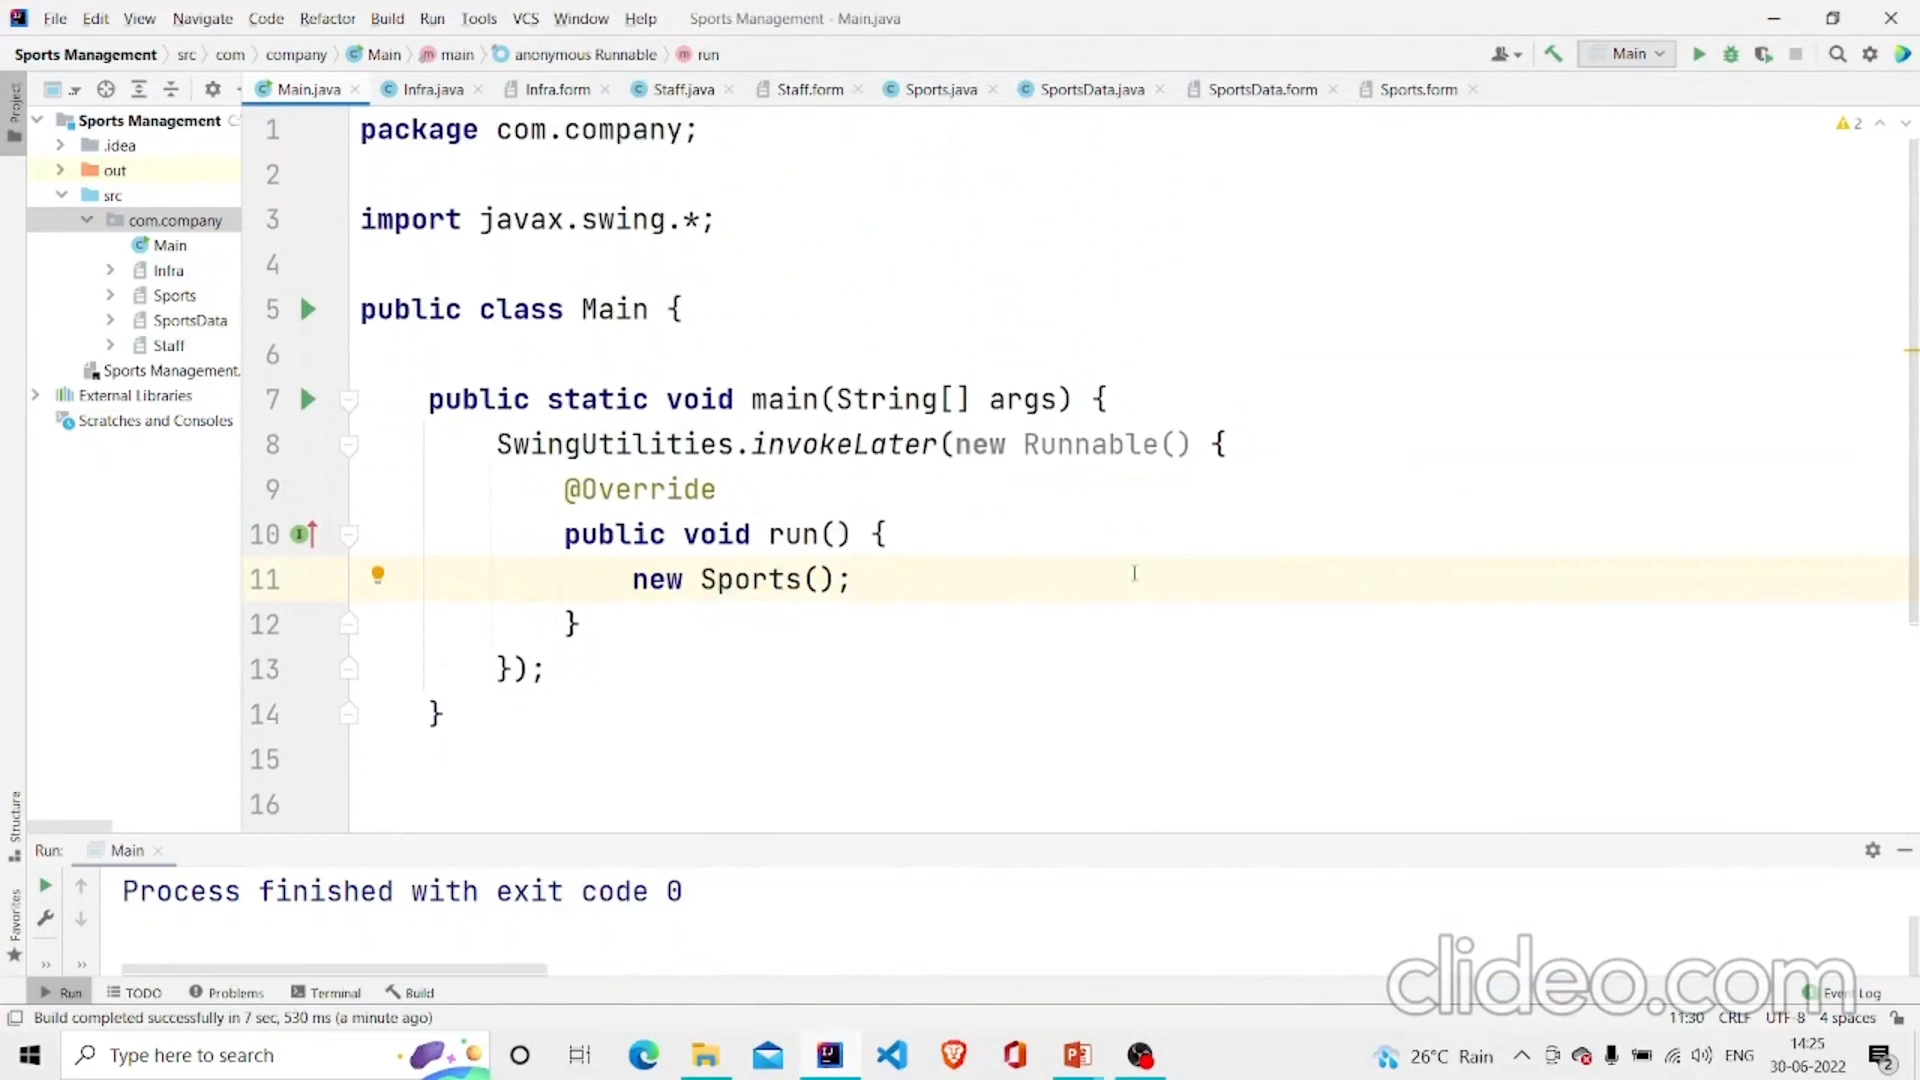 File Edit View Navigate Code Refactor Build Run Tools VCS Window Help Sports Management - Main.java
Sports Management src com company Main main anonymous Runnable run Main
Project
Main.java Infra.java Infra.form Staff.java Staff.form Sports.java SportsData.java SportsData.form Sports.form
Sports Management
.idea
out
src
com.company
Main
Infra
Sports
SportsData
Staff
Sports Management.
External Libraries
Scratches and Consoles
1 package com.company;
2
3 import javax.swing.*;
4
5 public class Main {
6
7 public static void main(String[] args) {
8 SwingUtilities.invokeLater(new Runnable() {
9 @Override
10 public void run() {
11 new Sports();
12 }
13 });
14 }
15
16
2
Structure
Favorites
Run: Main
Process finished with exit code 0
clideo.com
Run TODO Problems Terminal Build Event Log
Build completed successfully in 7 sec, 530 ms (a minute ago) 11:30 CRLF UTF-8 4 spaces
Type here to search 26°C Rain ENG 14:25
30-06-2022 2